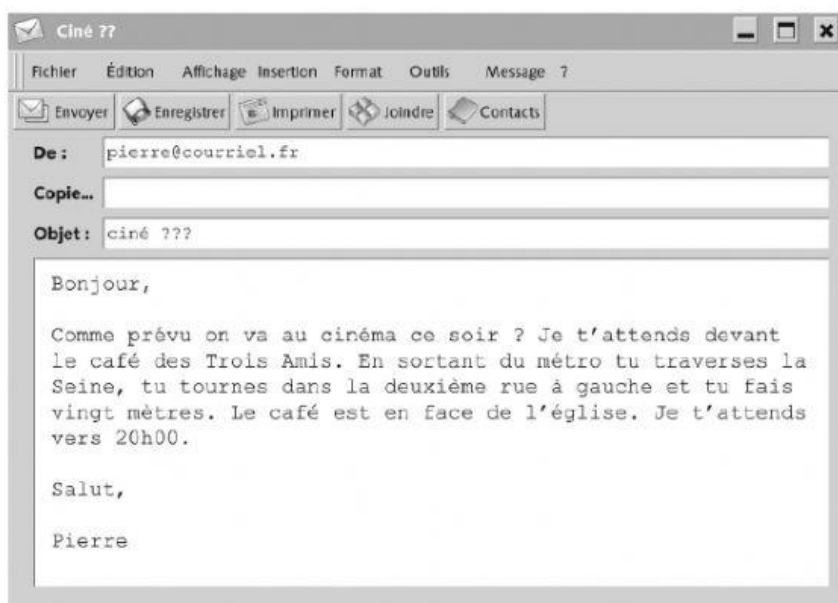 Ciné ??
Fichier Édition Affichage Insertion Format Outils Message ?
Envoyer Enregistrer Imprimer Joindre Contacts
De : pierre@courriel.fr
Copie...
Objet : ciné ???
Bonjour,
Comme prévu on va au cinéma ce soir ? Je t'attends devant
le café des Trois Amis. En sortant du métro tu traverses la
Seine, tu tournes dans la deuxième rue à gauche et tu fais
vingt mètres. Le café est en face de l'église. Je t'attends
vers 20h00.
Salut,
Pierre